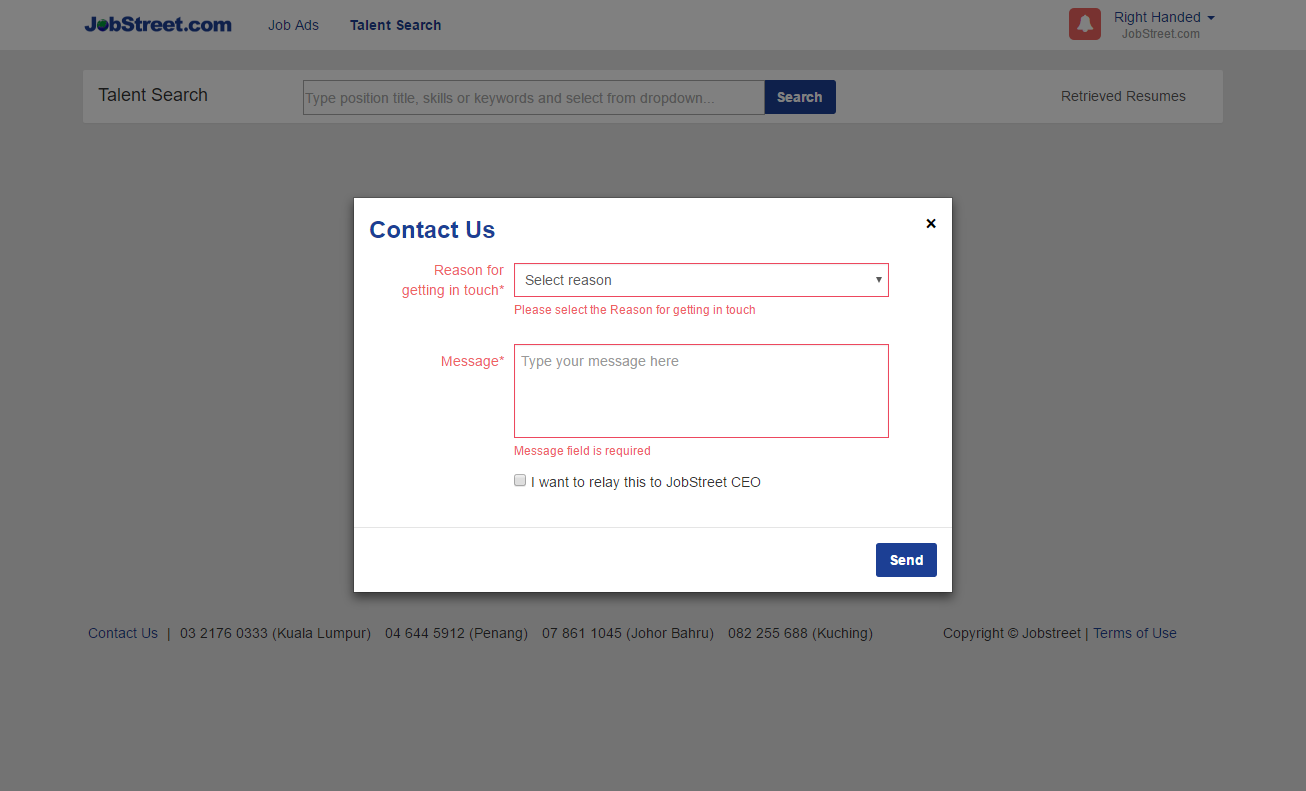 JobStreet.com Job Ads Talent Search Right Handed
JobStreet.com
Talent Search Type position title, skills or keywords and select from dropdown... Search Retrieved Resumes
Contact Us ×
Reason for
getting in touch*
Select reason
Please select the Reason for getting in touch
Message*
Type your message here
Message field is required
I want to relay this to JobStreet CEO
Send
Contact Us | 03 2176 0333 (Kuala Lumpur) 04 644 5912 (Penang) 07 861 1045 (Johor Bahru) 082 255 688 (Kuching) Copyright © Jobstreet | Terms of Use